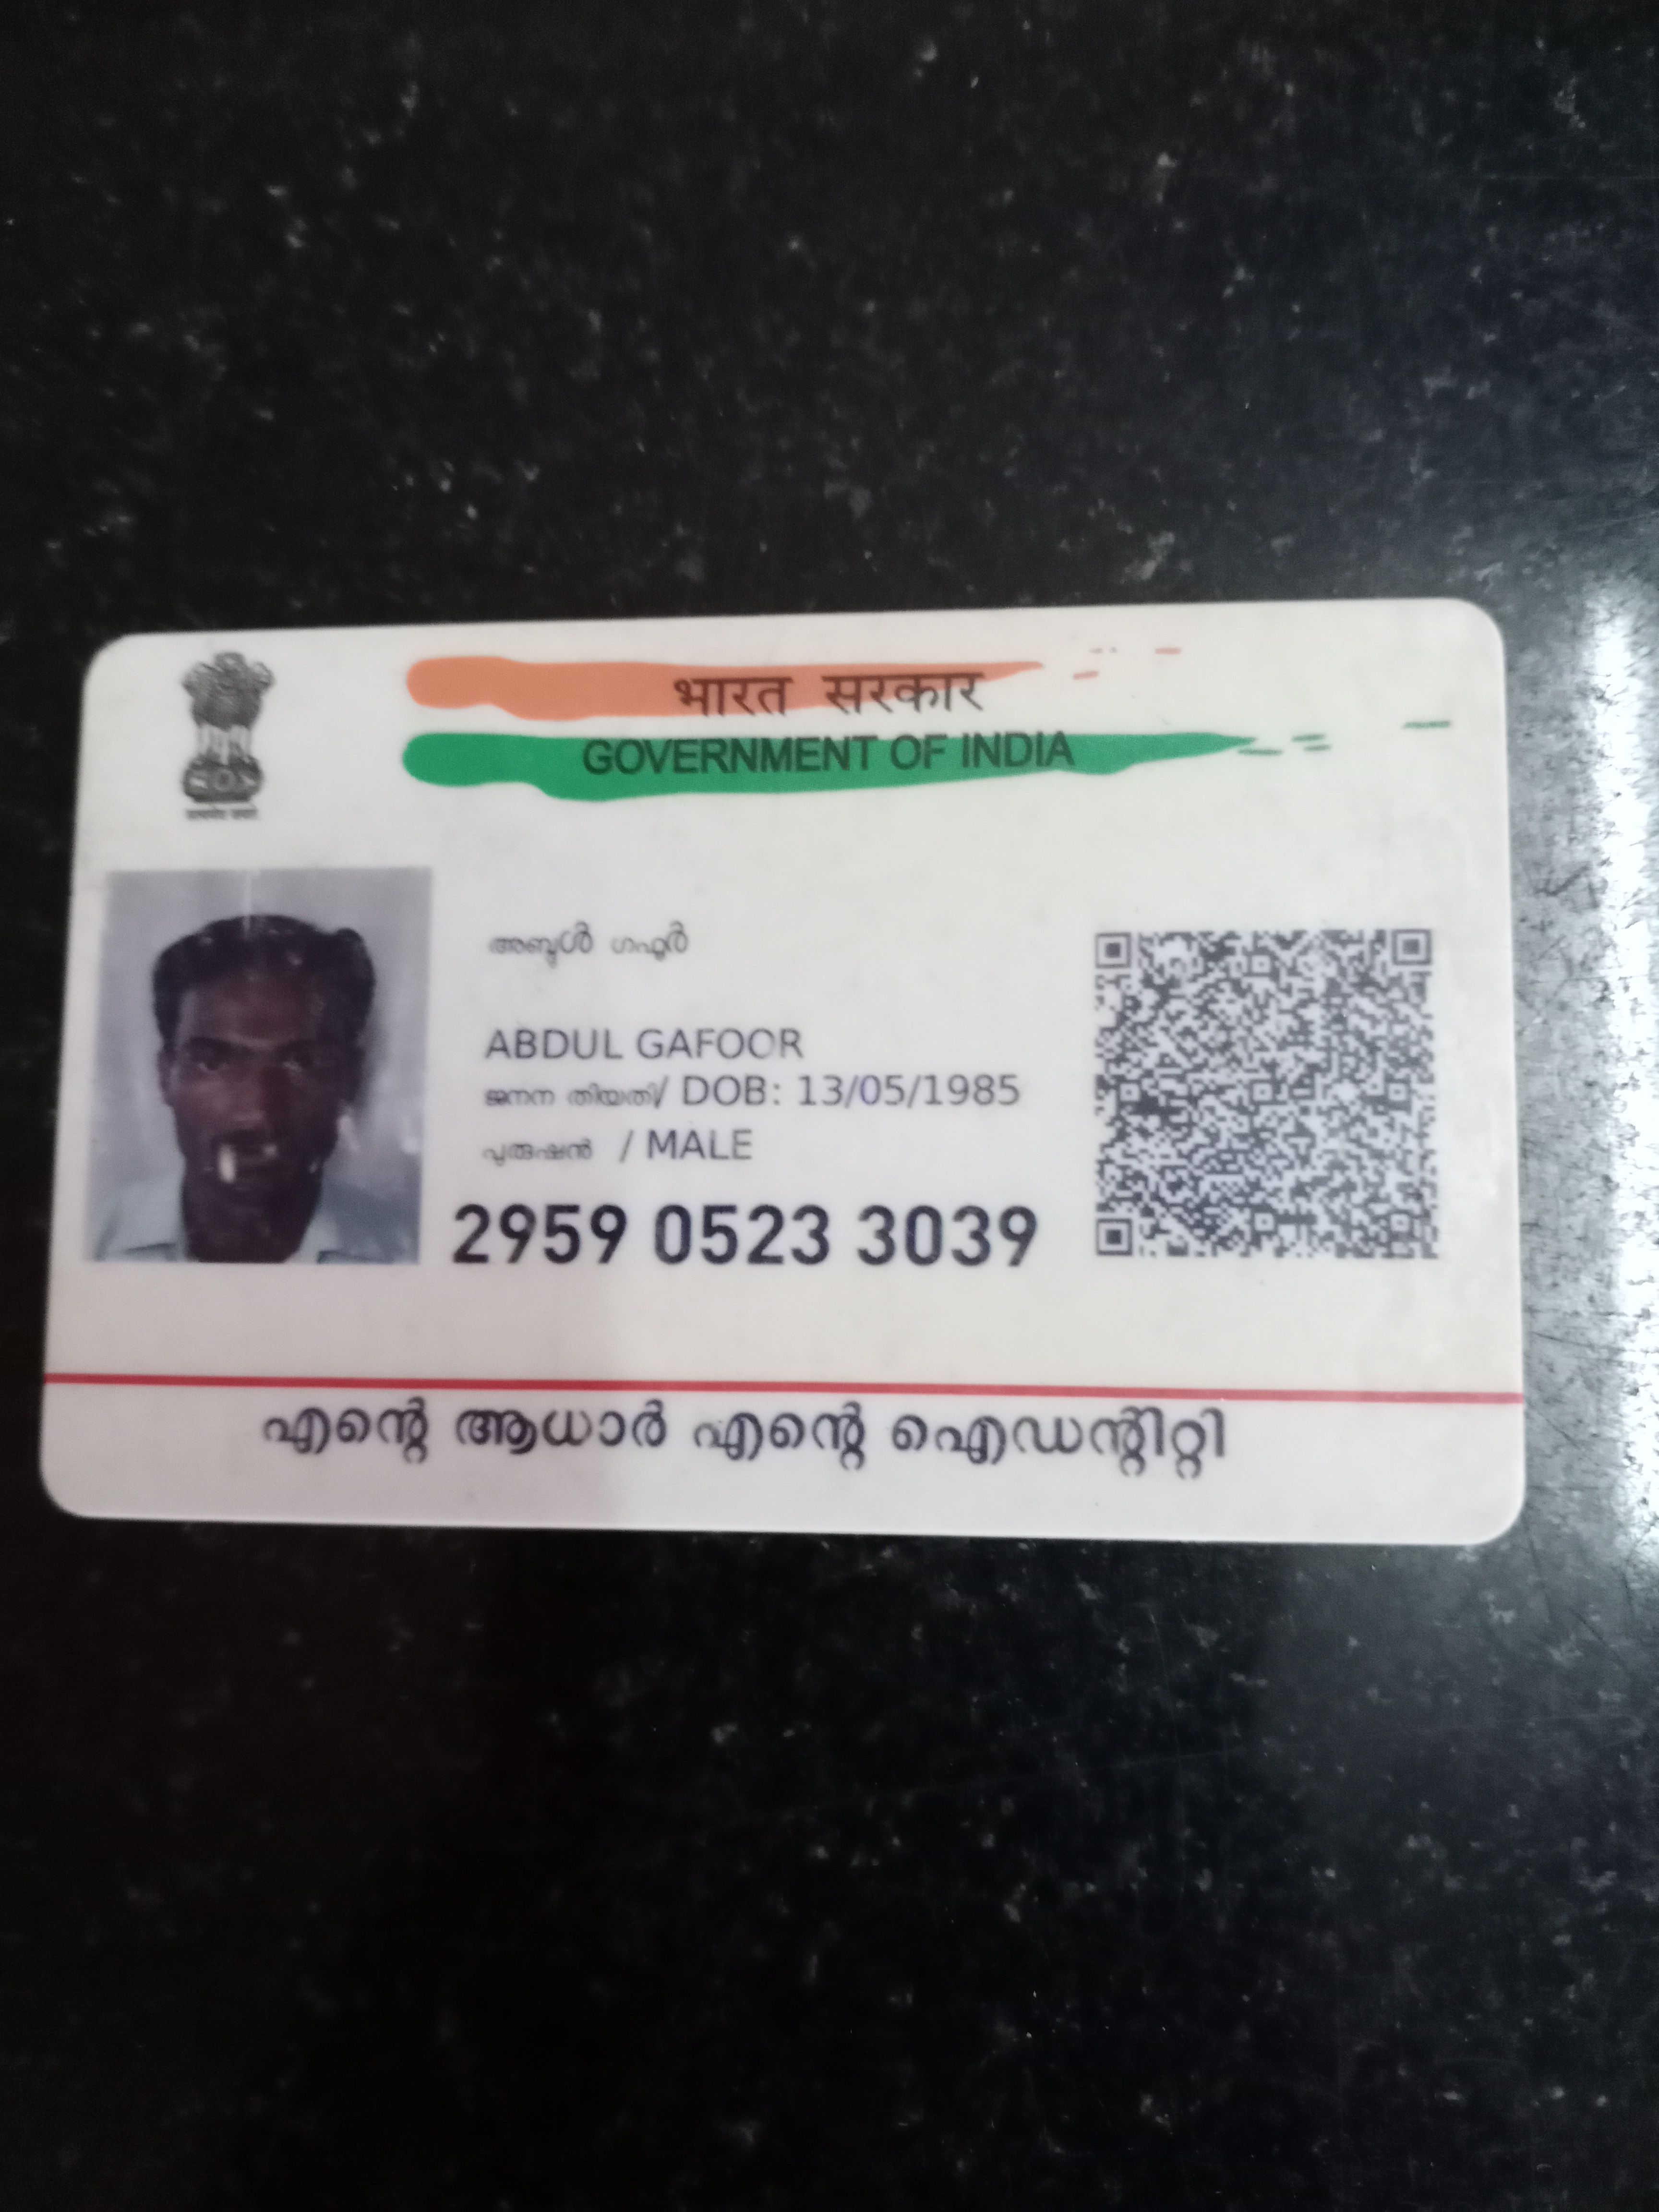 भारत सरकार
GOVERNMENT OF INDIA
അബ്ദുൾ ഗഫൂർ
ABDUL GAFOOR
ജനന തിയതി/ DOB: 13/05/1985
പുരുഷൻ / MALE
2959 0523 3039
എന്റെ ആധാർ എന്റെ ഐഡന്റിറ്റി